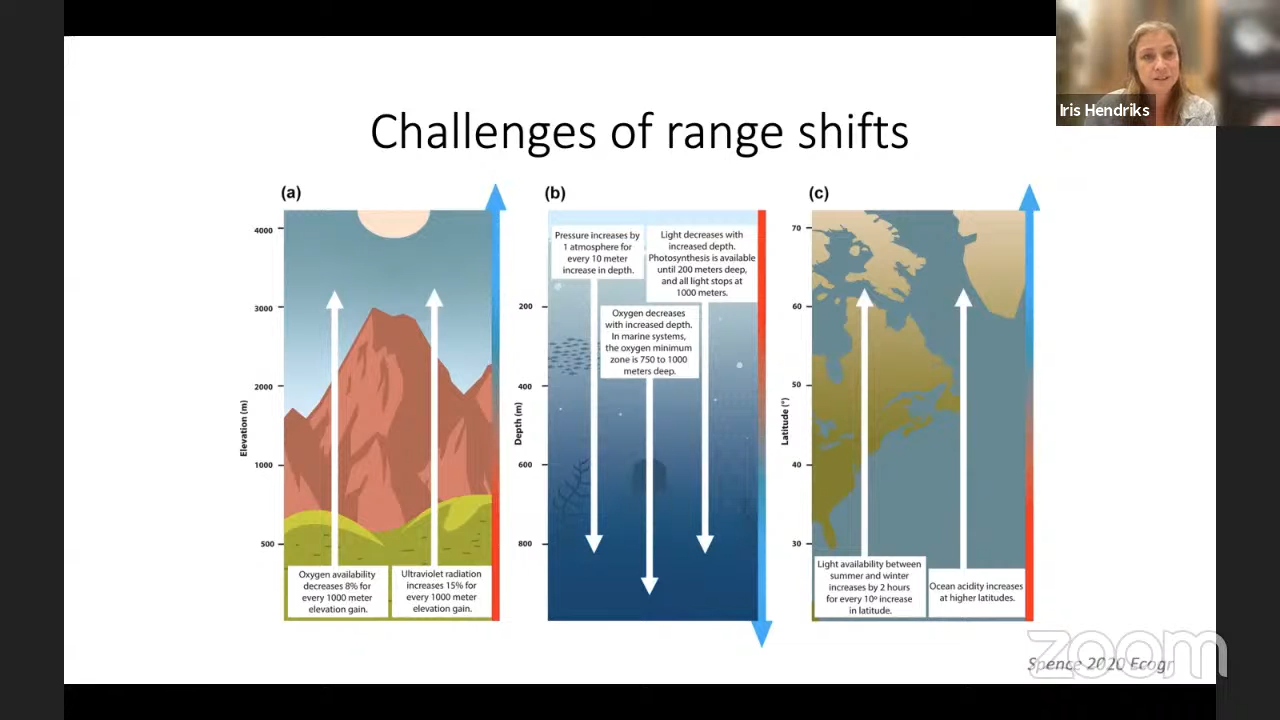 Iris Hendriks
Challenges of range shifts
(a)
4000
3000
2000
1000
500
Elevation (m)
Oxygen availability
decreases 8% for
every 1000 meter
elevation gain.
Ultraviolet radiation
increases 15% for
every 1000 meter
elevation gain.
(b)
200
400
600
800
Depth (m)
Pressure increases by
1 atmosphere for
every 10 meter
increase in depth.
Light decreases with
increased depth.
Photosynthesis is available
until 200 meters deep,
and all light stops at
1000 meters.
Oxygen decreases
with increased depth.
In marine systems,
the oxygen minimum
zone is 750 to 1000
meters deep.
(c)
70
60
50
40
30
Latitude (°)
Light availability between
summer and winter
increases by 2 hours
for every 10º increase
in latitude.
Ocean acidity increases
at higher latitudes.
Spence 2020 Ecogr
zoom